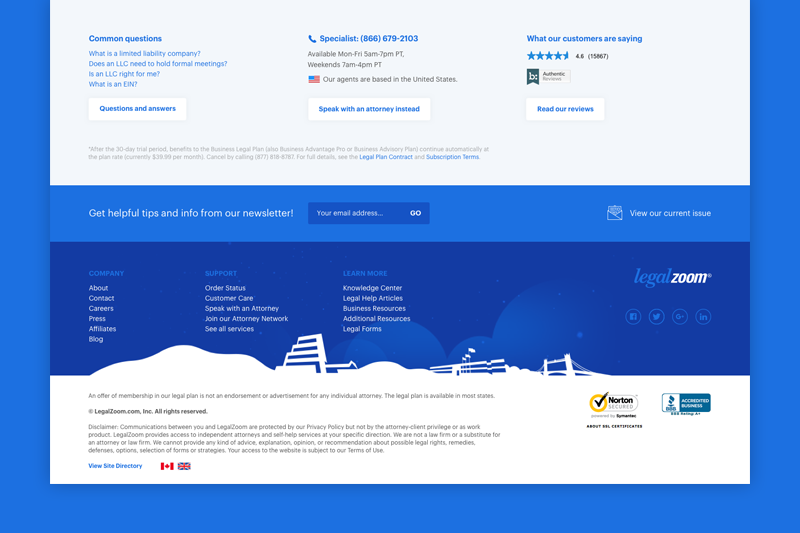 Common questions
What is a limited liability company?
Does an LLC need to hold formal meetings?
Is an LLC right for me?
What is an EIN?
Questions and answers
Specialist: (866) 679-2103
Available Mon-Fri 5am-7pm PT,
Weekends 7am-4pm PT
Our agents are based in the United States.
Speak with an attorney instead
What our customers are saying
4.6 (15867)
b:
Authentic
Reviews
Read our reviews
*After the 30-day trial period, benefits to the Business Legal Plan (also Business Advantage Pro or Business Advisory Plan) continue automatically at
the plan rate (currently $39.99 per month). Cancel by calling (877) 818-8787. For full details, see the Legal Plan Contract and Subscription Terms.
Get helpful tips and info from our newsletter!
Your email address...
GO
View our current issue
COMPANY
About
Contact
Careers
Press
Affiliates
Blog
SUPPORT
Order Status
Customer Care
Speak with an Attorney
Join our Attorney Network
See all services
LEARN MORE
Knowledge Center
Legal Help Articles
Business Resources
Additional Resources
Legal Forms
legalzoom®
An offer of membership in our legal plan is not an endorsement or advertisement for any individual attorney. The legal plan is available in most states.
© LegalZoom.com, Inc. All rights reserved.
Disclaimer: Communications between you and LegalZoom are protected by our Privacy Policy but not by the attorney-client privilege or as work
product. LegalZoom provides access to independent attorneys and self-help services at your specific direction. We are not a law firm or a substitute for
an attorney or law firm. We cannot provide any kind of advice, explanation, opinion, or recommendation about possible legal rights, remedies,
defenses, options, selection of forms or strategies. Your access to the website is subject to our Terms of Use.
View Site Directory
Norton
SECURED
powered by Symantec
ABOUT SSL CERTIFICATES
BBB
ACCREDITED
BUSINESS
BBB Rating: A+